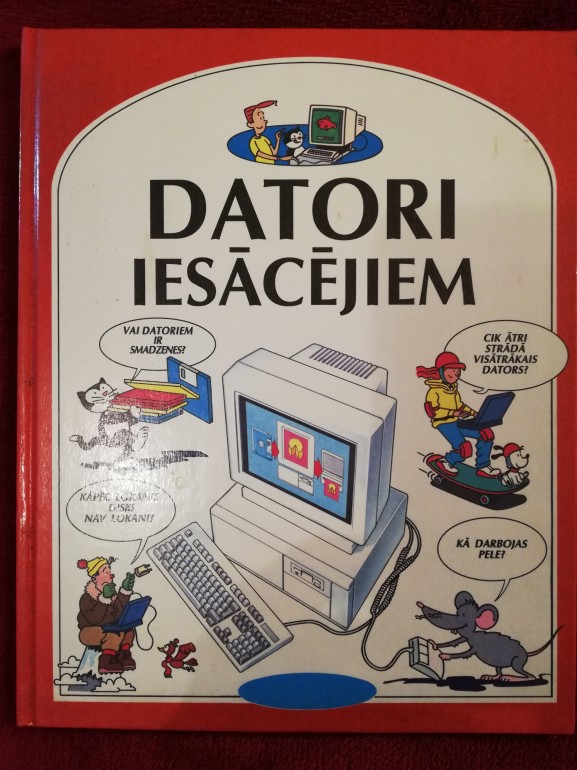 DATORI
IESĀCĒJIEM
VAI DATORIEM
IR
SMADZENES?
CIK ĀTRI
STRĀDĀ
VISĀTRĀKAIS
DATORS?
KĀPĒC LOKANAIS
DISKS
NAV LOKANS?
KĀ DARBOJAS
PELE?